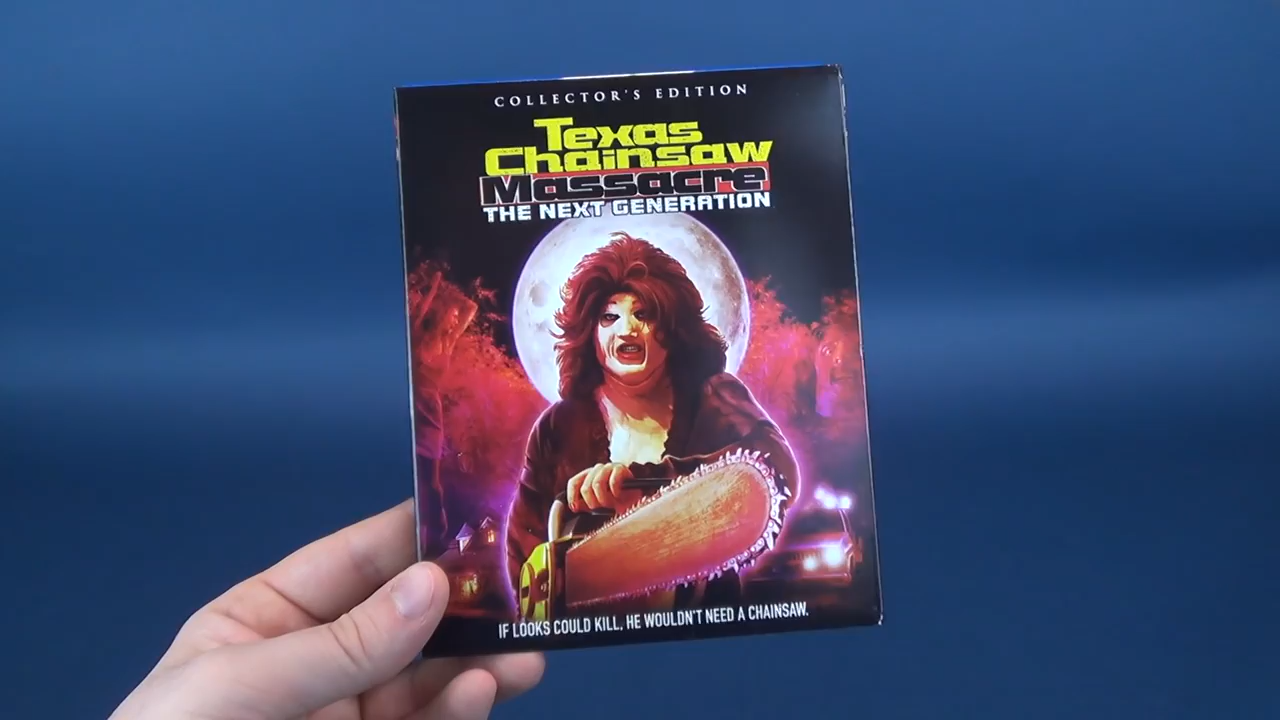 COLLECTOR'S EDITION
Texas
Chainsaw
Massacre
THE NEXT GENERATION
IF LOOKS COULD KILL, HE WOULDN'T NEED A CHAINSAW.